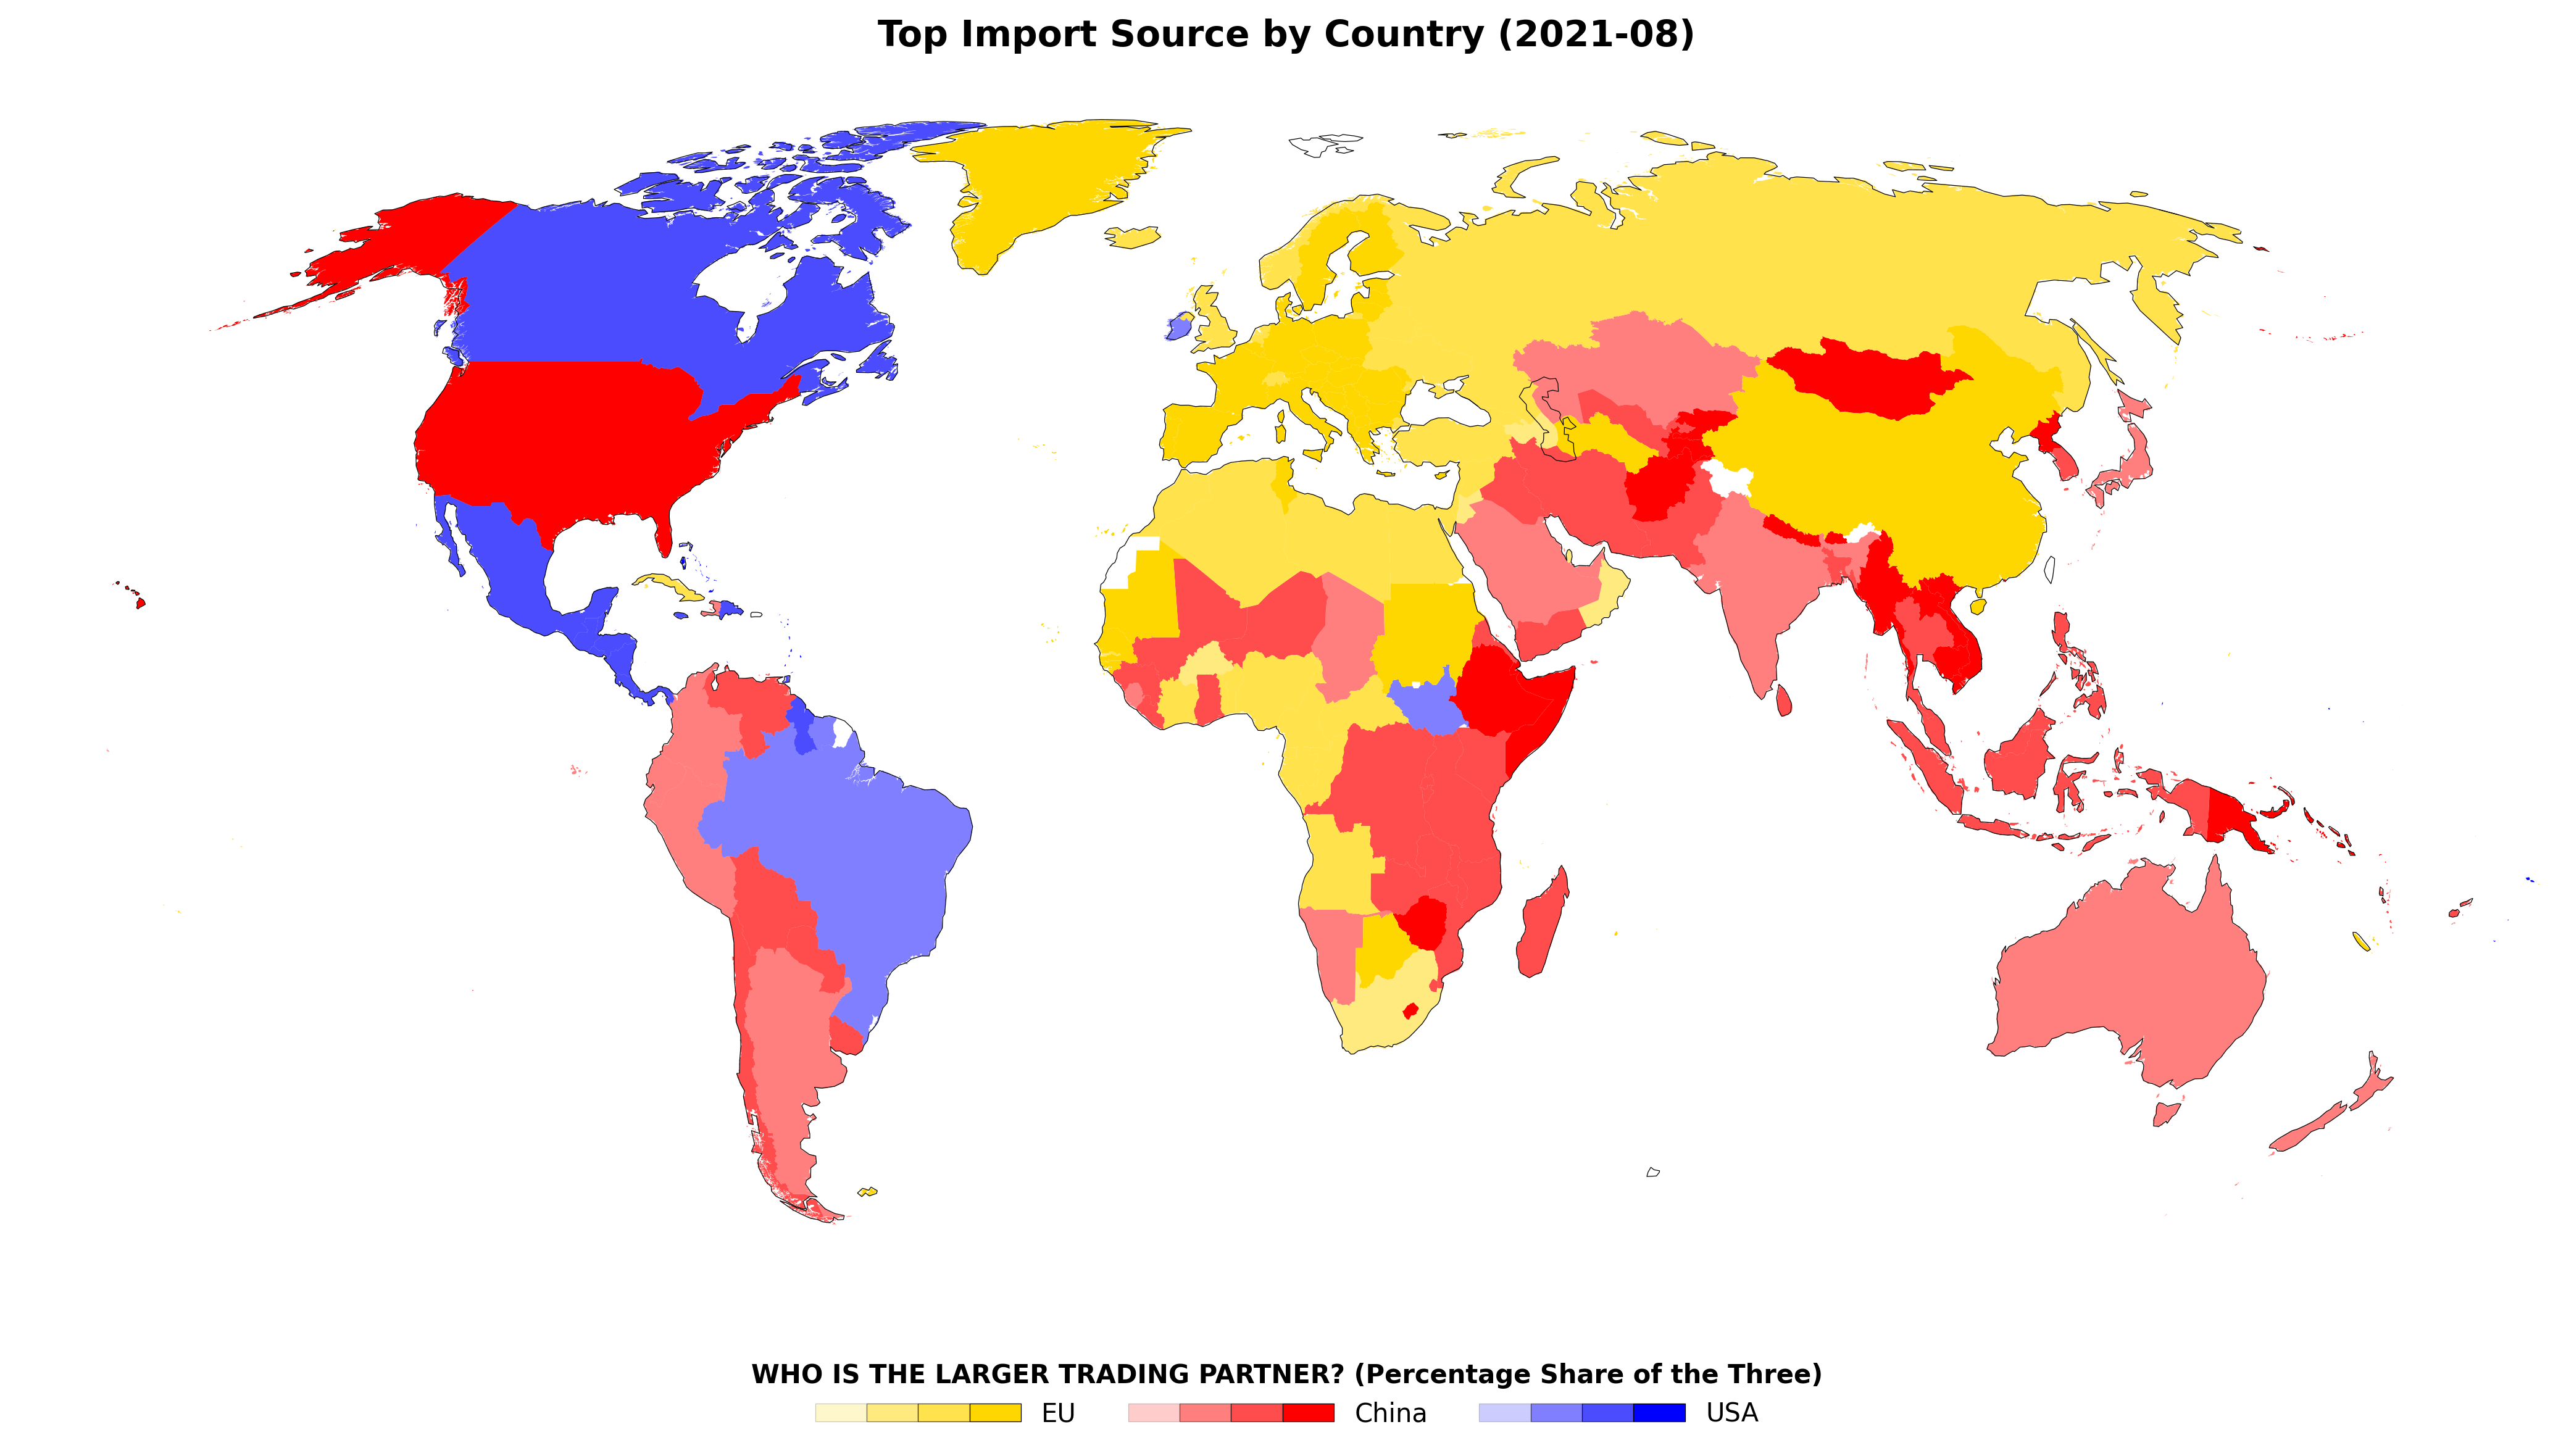 Top Import Source by Country (2021-08)
WHO IS THE LARGER TRADING PARTNER? (Percentage Share of the Three)
EU China USA